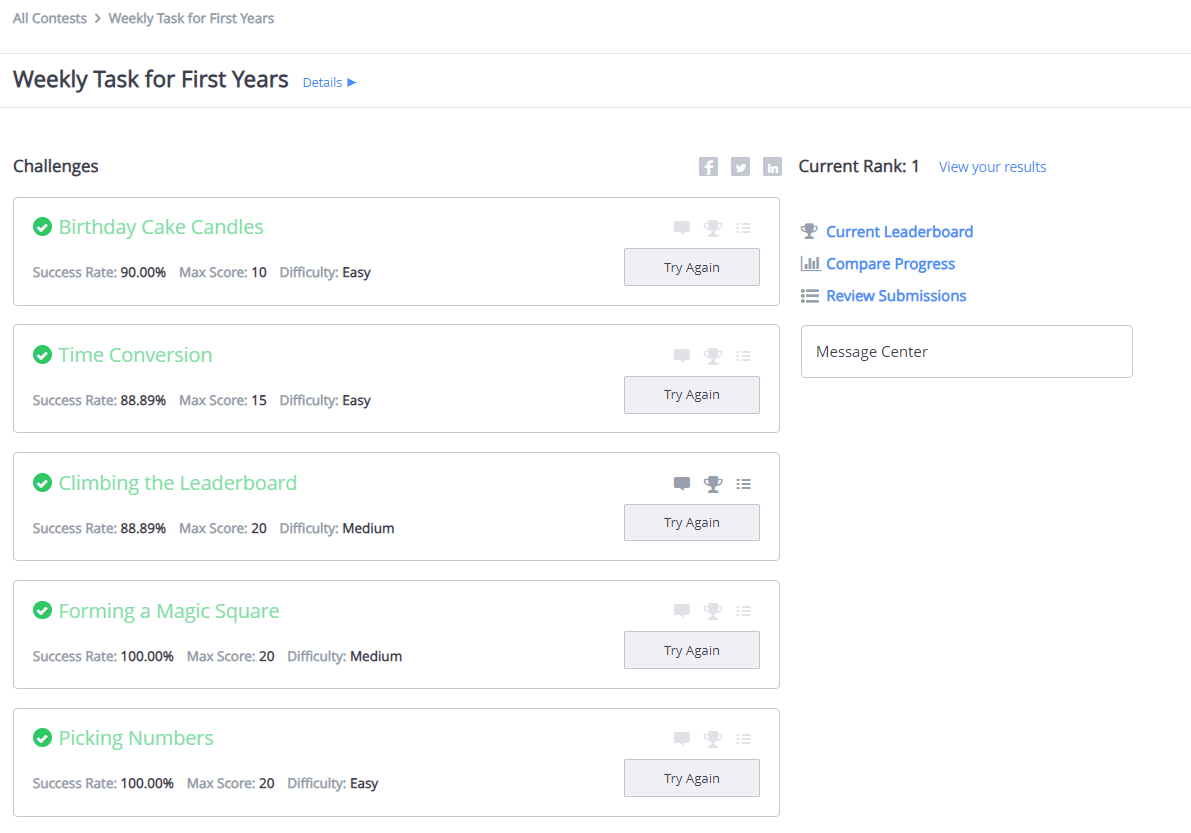 All Contests > Weekly Task for First Years
Weekly Task for First Years Details ▶
Challenges
Current Rank: 1 View your results
Birthday Cake Candles
Success Rate: 90.00% Max Score: 10 Difficulty: Easy
Try Again
Time Conversion
Success Rate: 88.89% Max Score: 15 Difficulty: Easy
Try Again
Climbing the Leaderboard
Success Rate: 88.89% Max Score: 20 Difficulty: Medium
Try Again
Forming a Magic Square
Success Rate: 100.00% Max Score: 20 Difficulty: Medium
Try Again
Picking Numbers
Success Rate: 100.00% Max Score: 20 Difficulty: Easy
Try Again
Current Leaderboard
Compare Progress
Review Submissions
Message Center